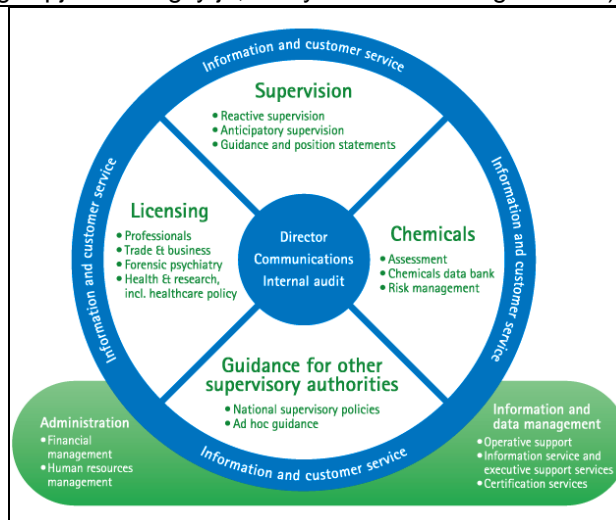 Information and customer service
Supervision
• Reactive supervision
• Anticipatory supervision
• Guidance and position statements
Information and customer service
Licensing
• Professionals
• Trade & business
• Forensic psychiatry
• Health & research,
incl. healthcare policy
Director
Communications
Internal audit
Chemicals
• Assessment
• Chemicals data bank
• Risk management
Information and customer service
Guidance for other
supervisory authorities
• National supervisory policies
• Ad hoc guidance
Information and customer service
Administration
• Financial
management
• Human resources
management
Information and
data management
• Operative support
• Information service and
executive support services
• Certification services